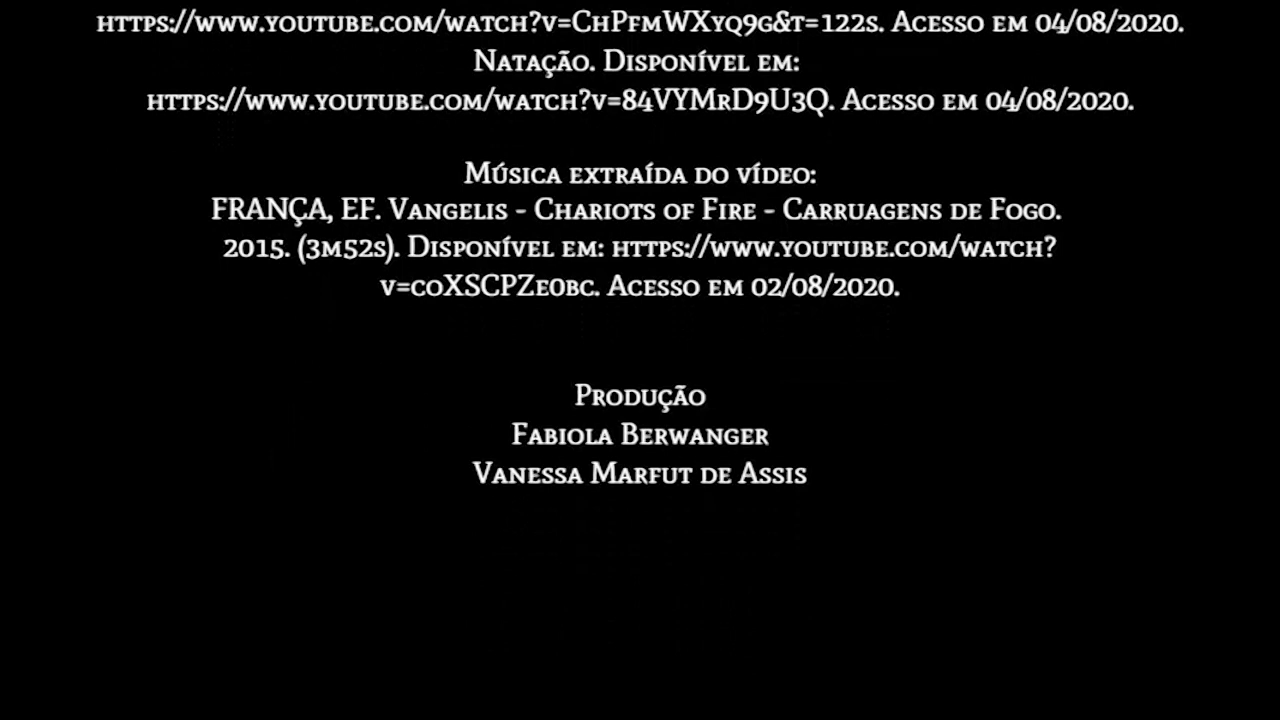 https://www.youtube.com/watch?v=ChPfmWXyq9g&t=122s. Acesso em 04/08/2020.
Natação. Disponível em:
https://www.youtube.com/watch?v=84VYMrD9U3Q. Acesso em 04/08/2020.
Música extraída do vídeo:
FRANÇA, EF. Vangelis - Chariots of Fire - Carruagens de Fogo.
2015. (3m52s). Disponível em: https://www.youtube.com/watch?
v=coXSCPZe0bc. Acesso em 02/08/2020.
Produção
Fabiola Berwanger
Vanessa Marfut de Assis